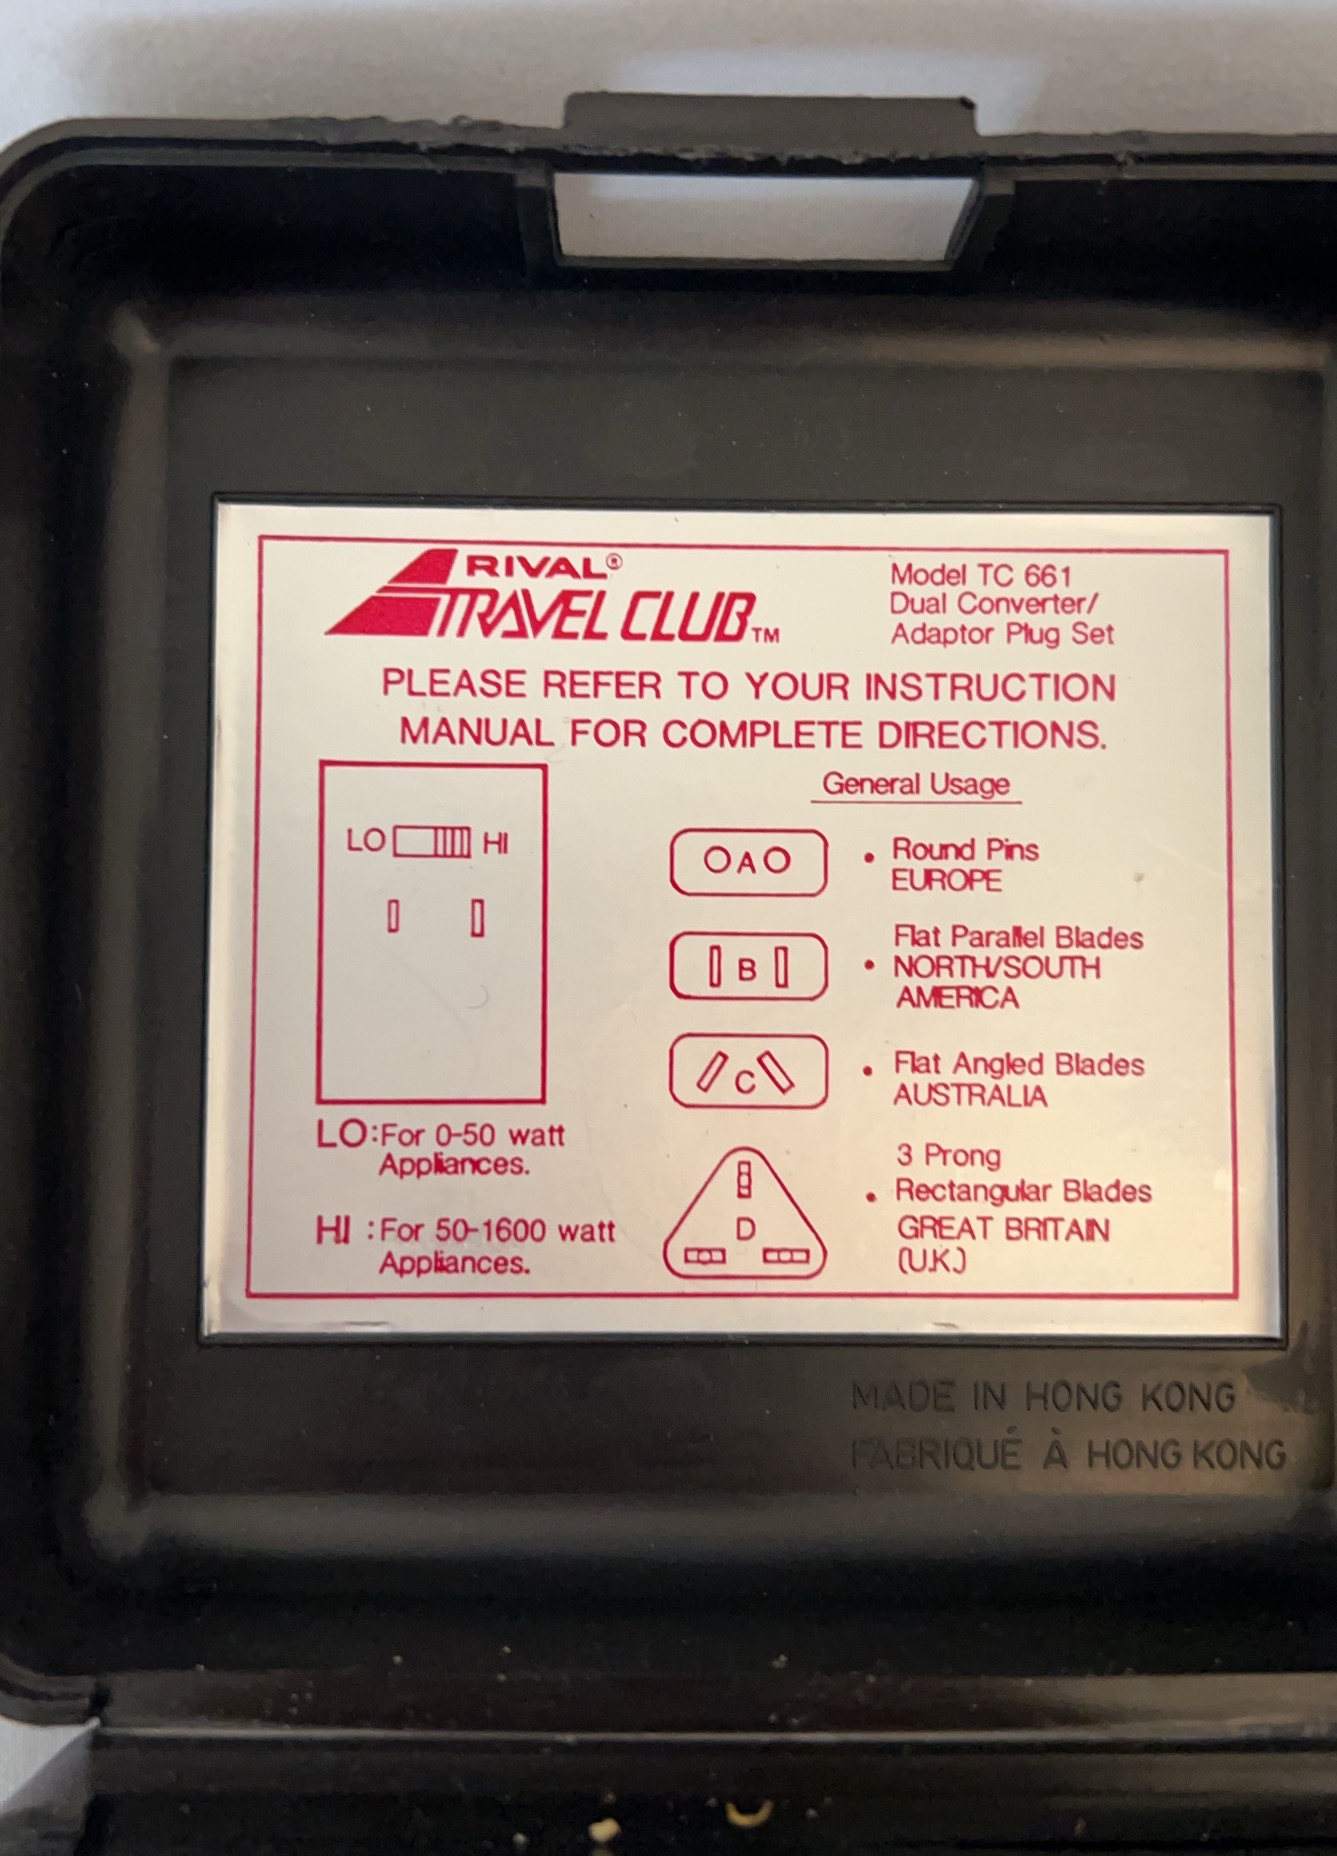 RIVAL®
TRAVEL CLUB™
Model TC 661
Dual Converter/
Adaptor Plug Set
PLEASE REFER TO YOUR INSTRUCTION
MANUAL FOR COMPLETE DIRECTIONS.
LO HI
LO:For 0-50 watt
Appliances.
HI :For 50-1600 watt
Appliances.
General Usage
A
• Round Pins
EUROPE
B
Flat Parallel Blades
• NORTH/SOUTH
AMERICA
C
• Flat Angled Blades
AUSTRALIA
D
3 Prong
• Rectangular Blades
GREAT BRITAIN
(U.K.)
MADE IN HONG KONG
FABRIQUÉ À HONG KONG